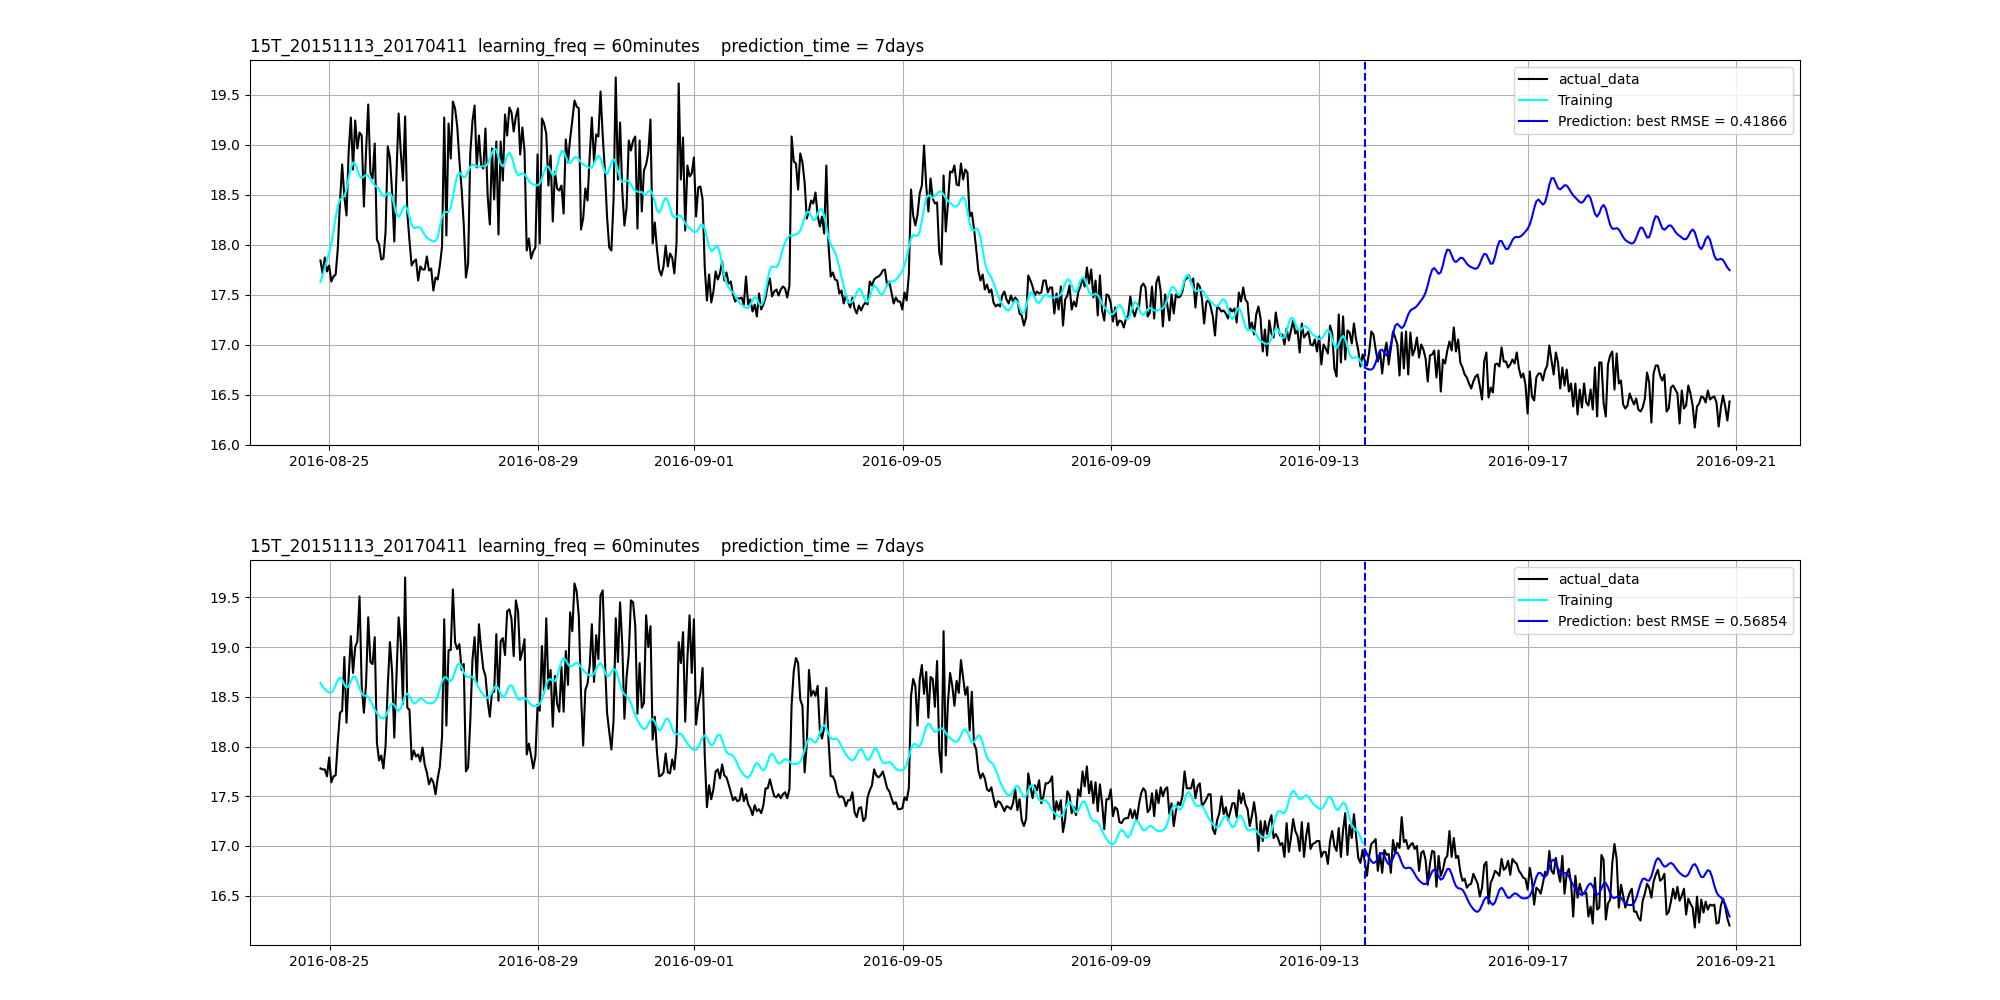 15T_20151113_20170411  learning_freq = 60minutes    prediction_time = 7days
actual_data
Training
Prediction: best RMSE = 0.41866
19.5
19.0
18.5
18.0
17.5
17.0
16.5
16.0
2016-08-25 2016-08-29 2016-09-01 2016-09-05 2016-09-09 2016-09-13 2016-09-17 2016-09-21
15T_20151113_20170411  learning_freq = 60minutes    prediction_time = 7days
actual_data
Training
Prediction: best RMSE = 0.56854
19.5
19.0
18.5
18.0
17.5
17.0
16.5
2016-08-25 2016-08-29 2016-09-01 2016-09-05 2016-09-09 2016-09-13 2016-09-17 2016-09-21